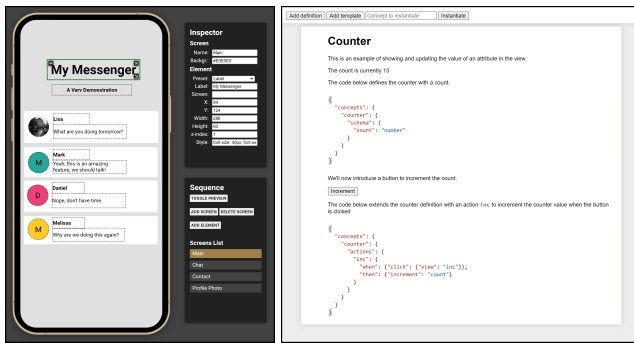 My Messenger
A Varv Demonstration
Lisa
What are you doing tomorrow?
M
Mark
Yeah, this is an amazing
feature, we should talk!
D
Daniel
Nope, don't have time.
M
Melissa
Why are we doing this again?
Inspector
Screen
Name: Main
Backgr.: #E0E0E0
Element
Preset: Label
Label: My Messenger
Screen:
X: 64
Y: 124
Width: 288
Height: 60
z-index: 1
Style: font-size: 40px; font-we
Sequence
TOGGLE PREVIEW
ADD SCREEN DELETE SCREEN
ADD ELEMENT
Screens List
Main
Chat
Contact
Profile Photo
Add definition Add template Concept to instantiate Instantiate
Counter
This is an example of showing and updating the value of an attribute in the view.
The count is currently 13
The code below defines the counter with a count.
{
"concepts": {
"counter": {
"schema": {
"count": "number"
}
}
}
}
We'll now introduce a button to increment the count:
Increment
The code below extends the counter definition with an action inc to increment the counter value when the button
is clicked
{
"concepts": {
"counter": {
"actions": {
"inc": {
"when": {"click": {"view": "inc"}},
"then": {"increment": "count"}
}
}
}
}
}